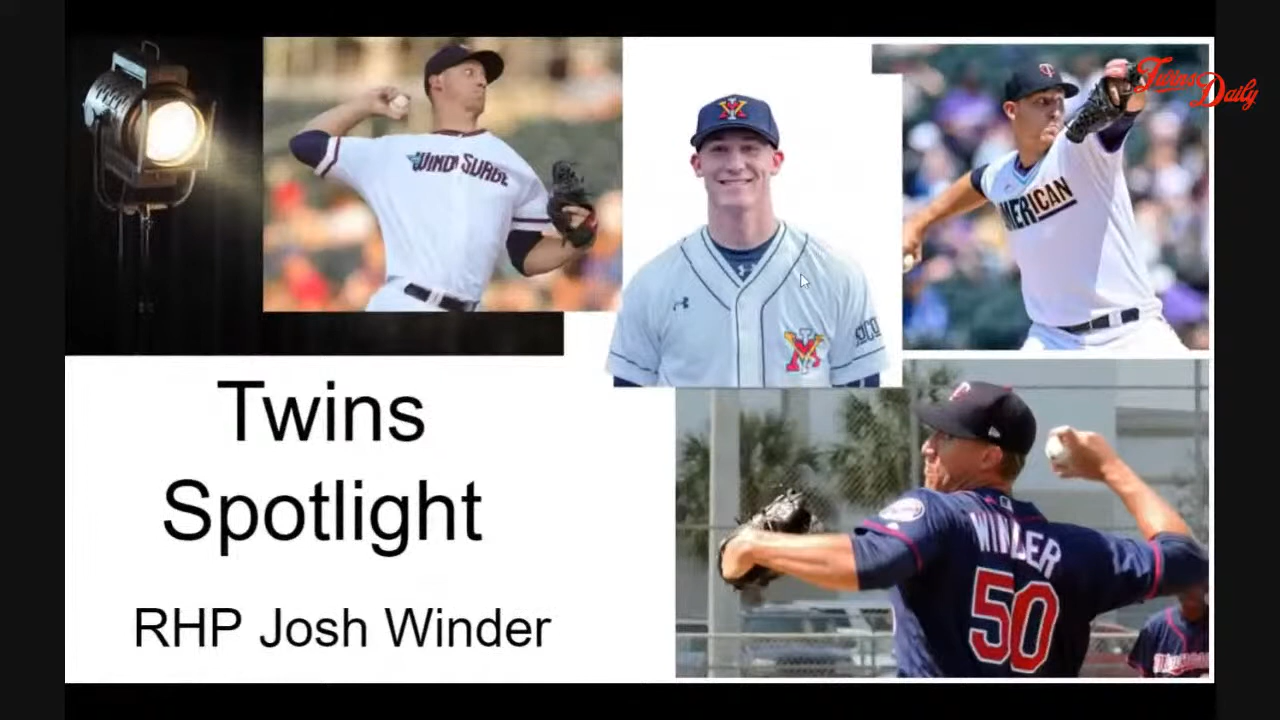 Twins
Daily
WIND SURGE
AMERICAN
WINDER
50
Twins
Spotlight
RHP Josh Winder